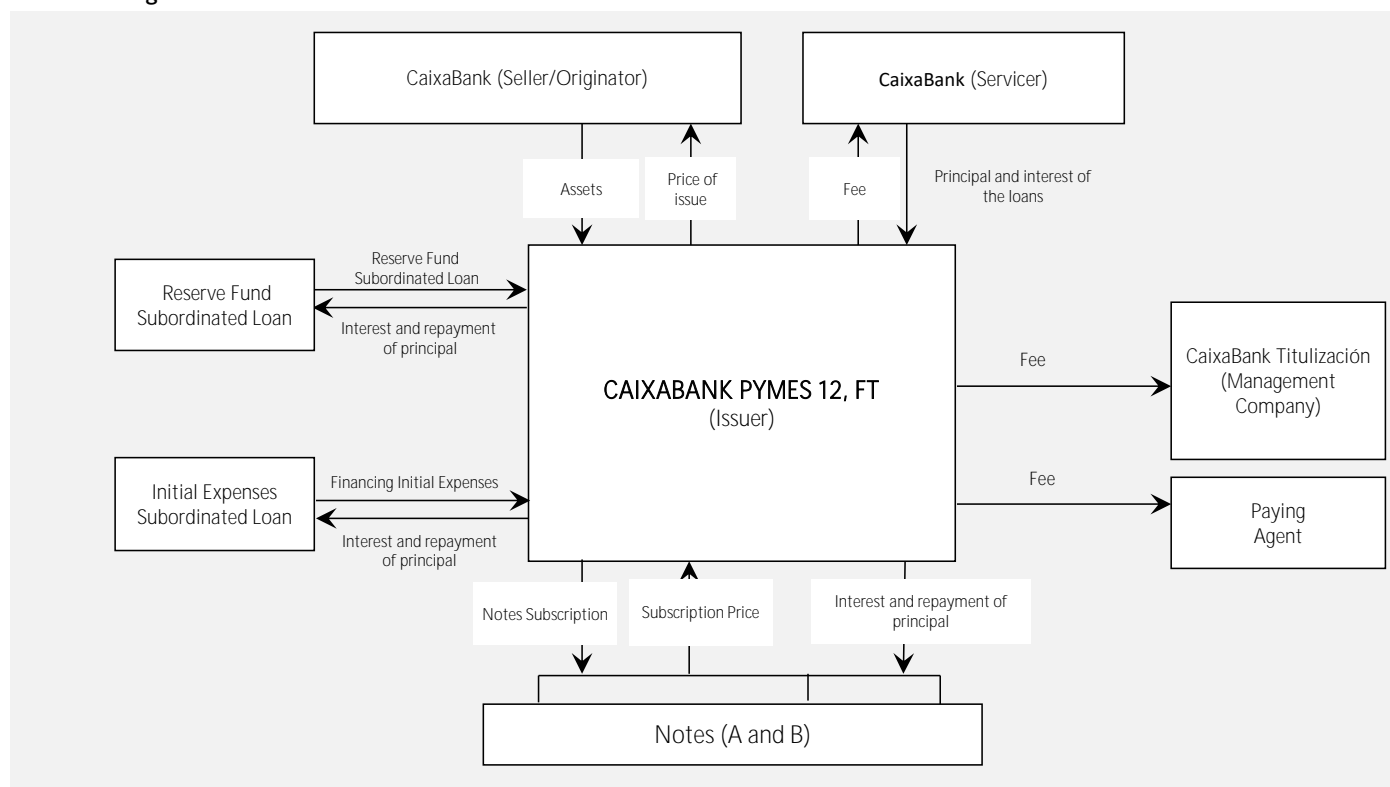 CaixaBank (Seller/Originator)
CaixaBank (Servicer)
Assets
Price of
issue
Fee
Principal and interest of
the loans
Reserve Fund
Subordinated Loan
Reserve Fund
Subordinated Loan
Interest and repayment
of principal
CAIXABANK PYMES 12, FT
(Issuer)
Fee
CaixaBank Titulización
(Management
Company)
Initial Expenses
Subordinated Loan
Financing Initial Expenses
Interest and repayment
of principal
Fee
Paying
Agent
Notes Subscription
Subscription Price
Interest and repayment of
principal
Notes (A and B)